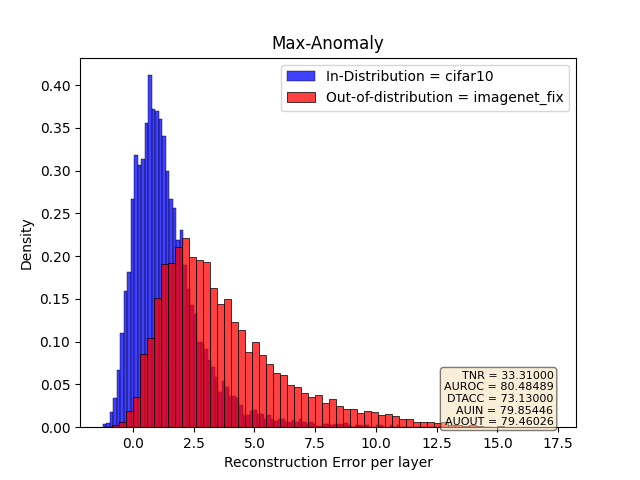 Max-Anomaly
In-Distribution = cifar10
Out-of-distribution = imagenet_fix
0.40
0.35
0.30
0.25
0.20
0.15
0.10
0.05
0.00
Density
TNR = 33.31000
AUROC = 80.48489
DTACC = 73.13000
AUIN = 79.85446
AUOUT = 79.46026
0.0 2.5 5.0 7.5 10.0 12.5 15.0 17.5
Reconstruction Error per layer